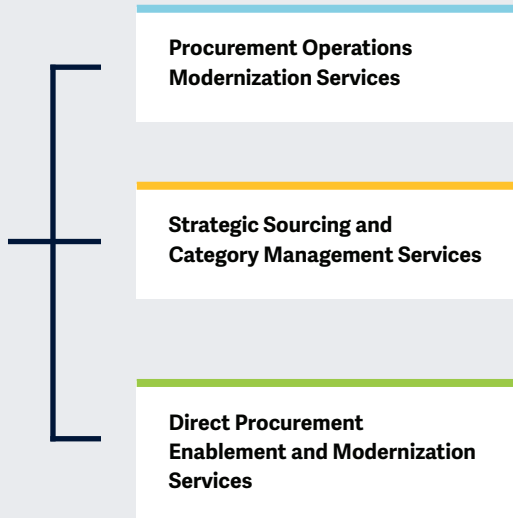 Procurement Operations
Modernization Services
Strategic Sourcing and
Category Management Services
Direct Procurement
Enablement and Modernization
Services